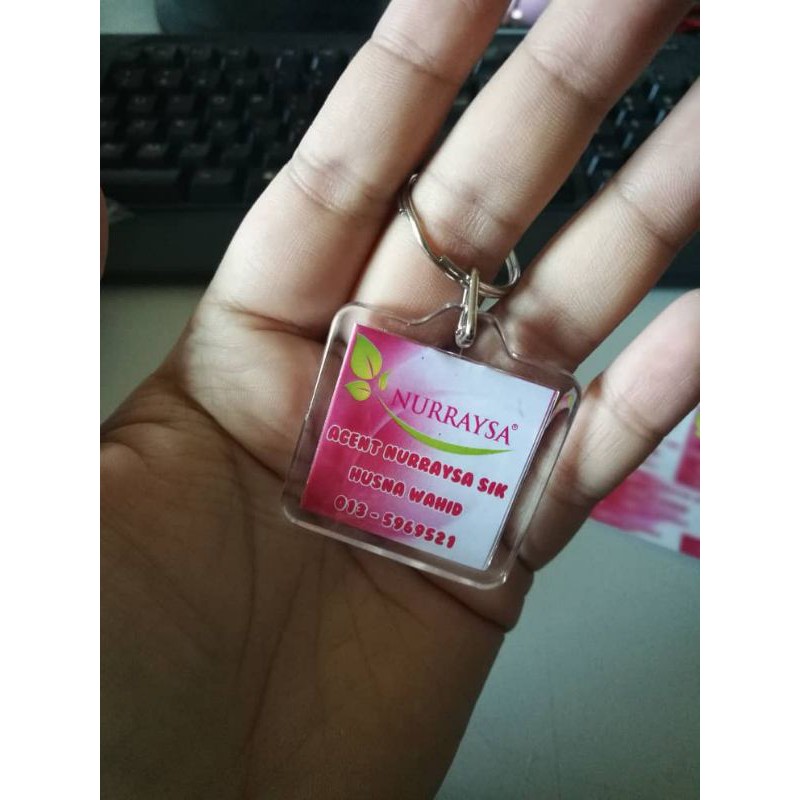 NURRAYSA®
AGENT NURRAYSA SIK
HUSNA WAHID
013 - 5969521